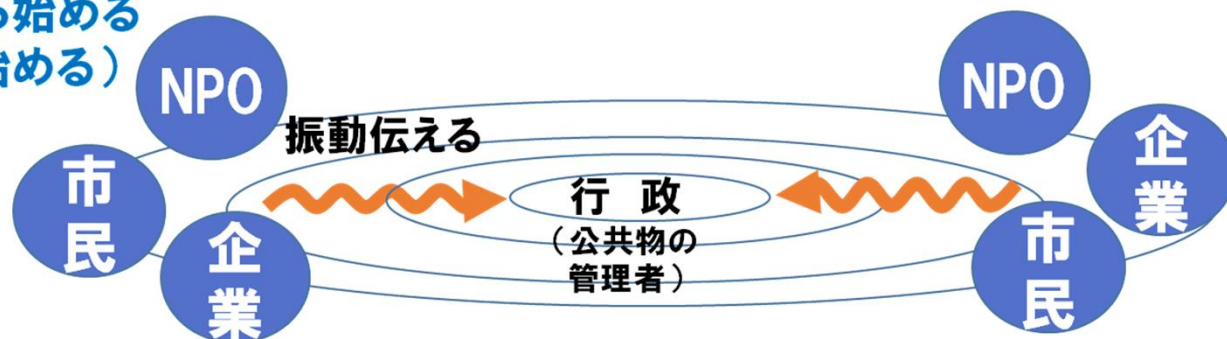 ら始める
始める）
NPO
NPO
振動伝える
企業
市民
行 政
（公共物の
管理者）
企業
市民